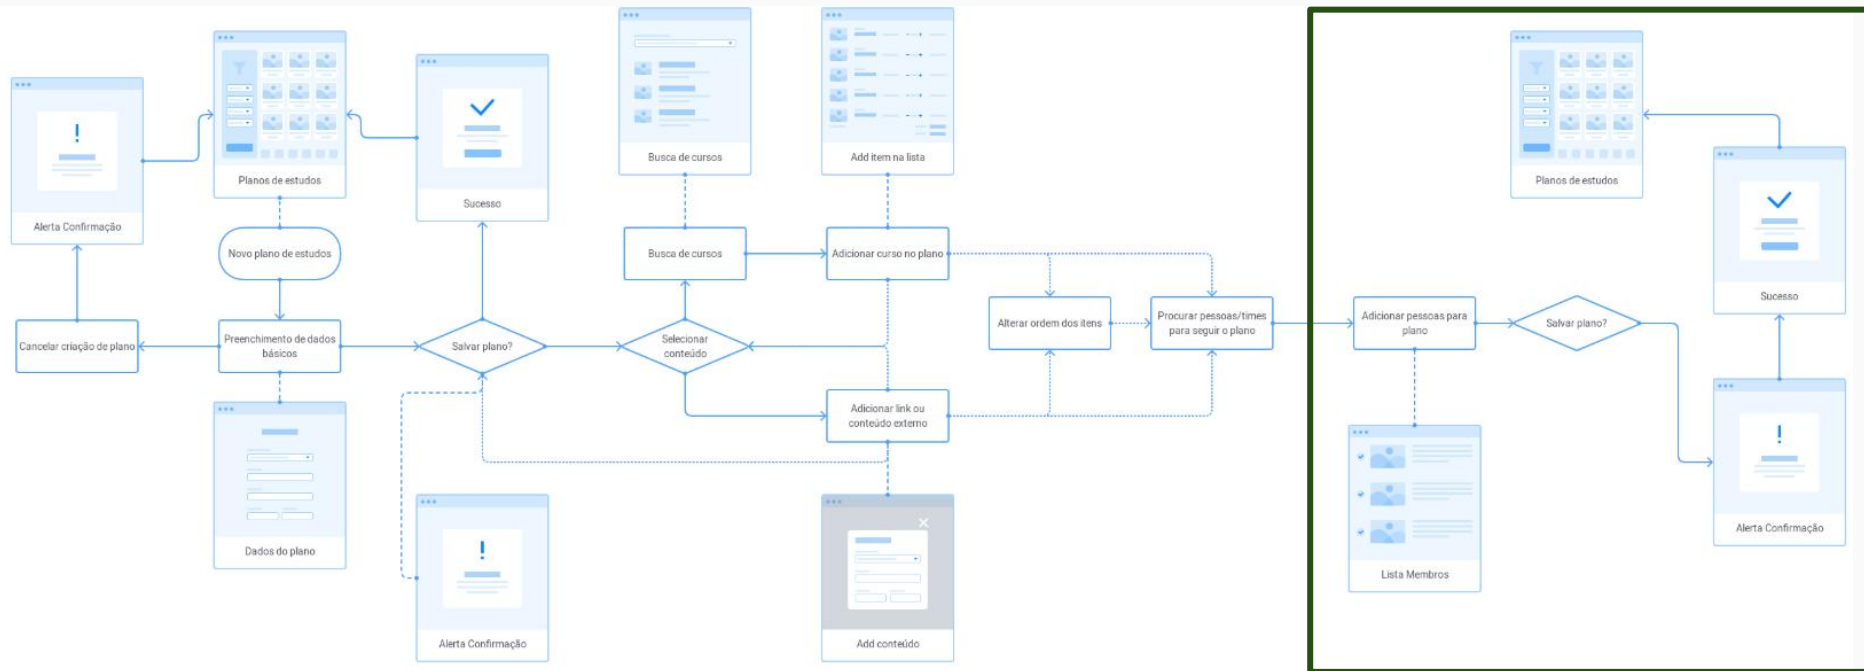 Alerta Confirmação
Planos de estudos
Sucesso
Busca de cursos
Add item na lista
Novo plano de estudos
Busca de cursos
Adicionar curso no plano
Cancelar criação de plano
Preenchimento de dados
básicos
Salvar plano?
Selecionar
conteúdo
Alterar ordem dos itens
Procurar pessoas/times
para seguir o plano
Adicionar link ou
conteúdo externo
Dados do plano
Alerta Confirmação
Add conteúdo
Planos de estudos
Sucesso
Adicionar pessoas para
plano
Salvar plano?
Alerta Confirmação
Lista Membros